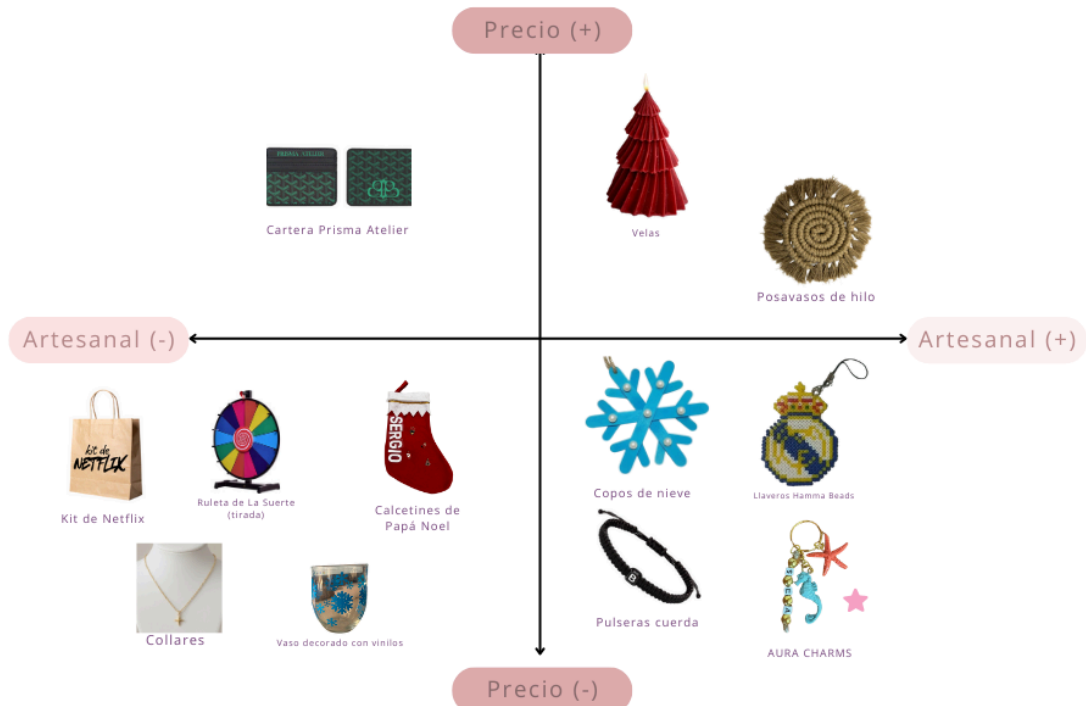 Precio (+)
PRISMA ATELIER
Cartera Prisma Atelier
Velas
Posavasos de hilo
Artesanal (-)
Artesanal (+)
kit de
NETFLIX
SERGIO
Kit de Netflix
Ruleta de La Suerte
(tirada)
Calcetines de
Papá Noel
Copos de nieve
Llaveros Hamma Beads
Collares
Vaso decorado con vinilos
B
Pulseras cuerda
AURA CHARMS
Precio (-)